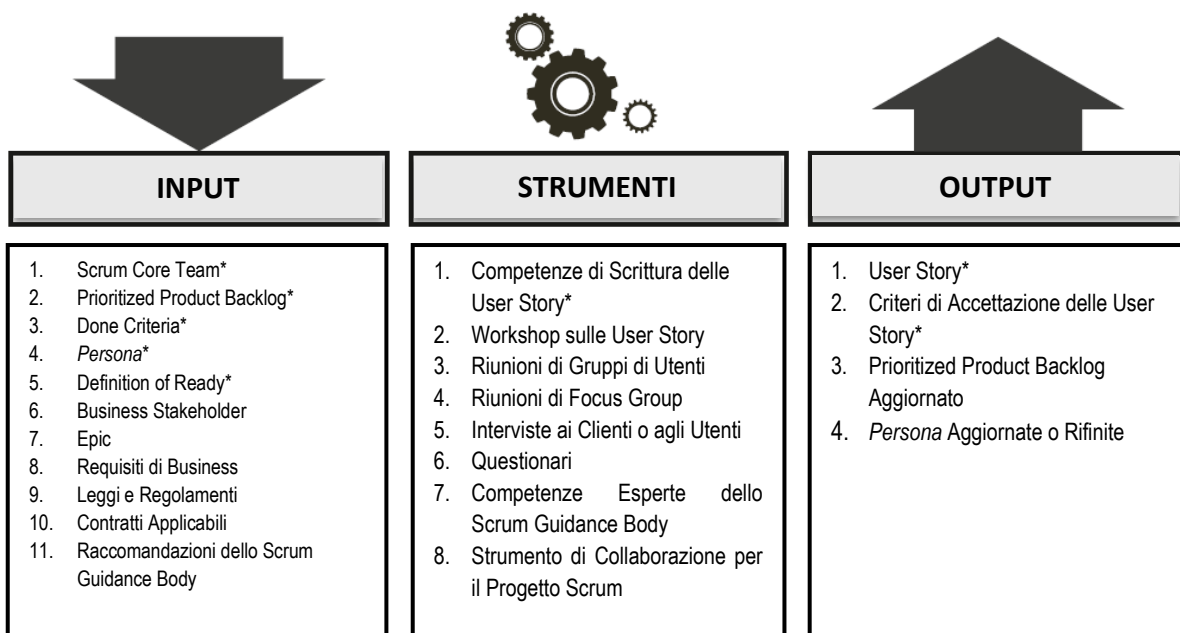 INPUT
1. Scrum Core Team*
2. Prioritized Product Backlog*
3. Done Criteria*
4. Persona*
5. Definition of Ready*
6. Business Stakeholder
7. Epic
8. Requisiti di Business
9. Leggi e Regolamenti
10. Contratti Applicabili
11. Raccomandazioni dello Scrum
Guidance Body
STRUMENTI
1. Competenze di Scrittura delle
User Story*
2. Workshop sulle User Story
3. Riunioni di Gruppi di Utenti
4. Riunioni di Focus Group
5. Interviste ai Clienti o agli Utenti
6. Questionari
7. Competenze Esperte dello
Scrum Guidance Body
8. Strumento di Collaborazione per
il Progetto Scrum
OUTPUT
1. User Story*
2. Criteri di Accettazione delle User
Story*
3. Prioritized Product Backlog
Aggiornato
4. Persona Aggiornate o Rifinite